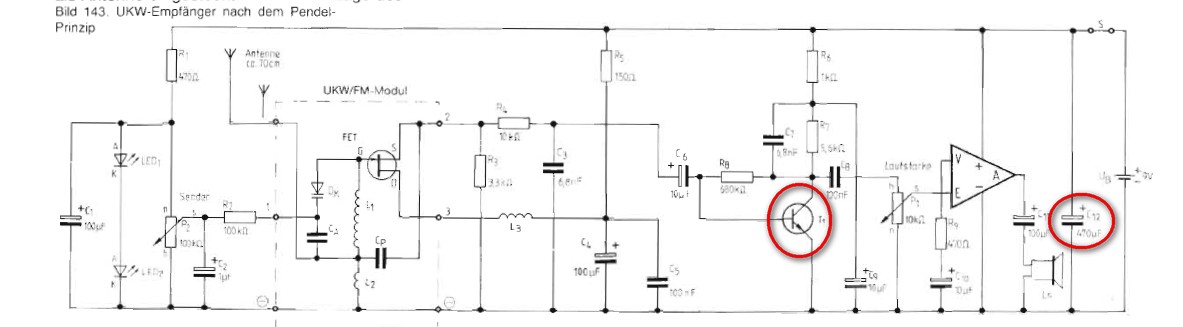 Bild 143. UKW-Empfänger nach dem Pendel-
Prinzip
Antenne
ca. 70cm
UKW/FM-Modul
S
R1
470Ω
R5
150Ω
R6
1kΩ
FET
G
S
D
2
R4
10kΩ
C7
6,8nF
R7
5,6kΩ
A
K
LED1
DK
R3
3,3kΩ
C3
6,8nF
C6
10µF
R8
680kΩ
C8
100nF
Lautstärke
V
E
A
+
−
UB
9V
Sender
C1
100µF
P2
100kΩ
R2
100kΩ
1
L1
3
L3
T1
h
P1
10kΩ
n
R9
470Ω
C11
100µF
C12
470µF
CA
CP
C4
100µF
C2
1µF
A
K
LED2
L2
C5
100nF
C9
10µF
C10
10µF
Ls